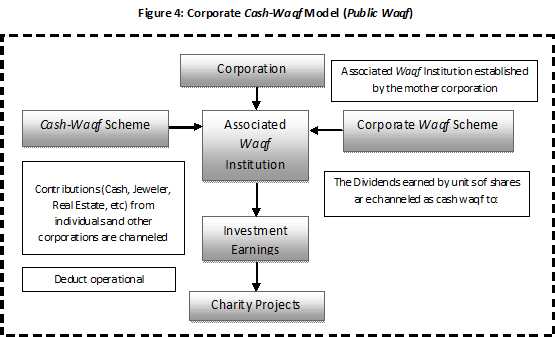 Figure 4: Corporate Cash-Waqf Model (Public Waqf)
Corporation
Associated Waqf Institution established
by the mother corporation
Cash-Waqf Scheme
Associated
Waqf
Institution
Corporate Waqf Scheme
Contributions (Cash, Jeweler,
Real Estate, etc) from
individuals and other
corporations are channeled
The Dividends earned by units of shares
are channeled as cash waqf to
Investment
Earnings
Deduct operational
Charity Projects